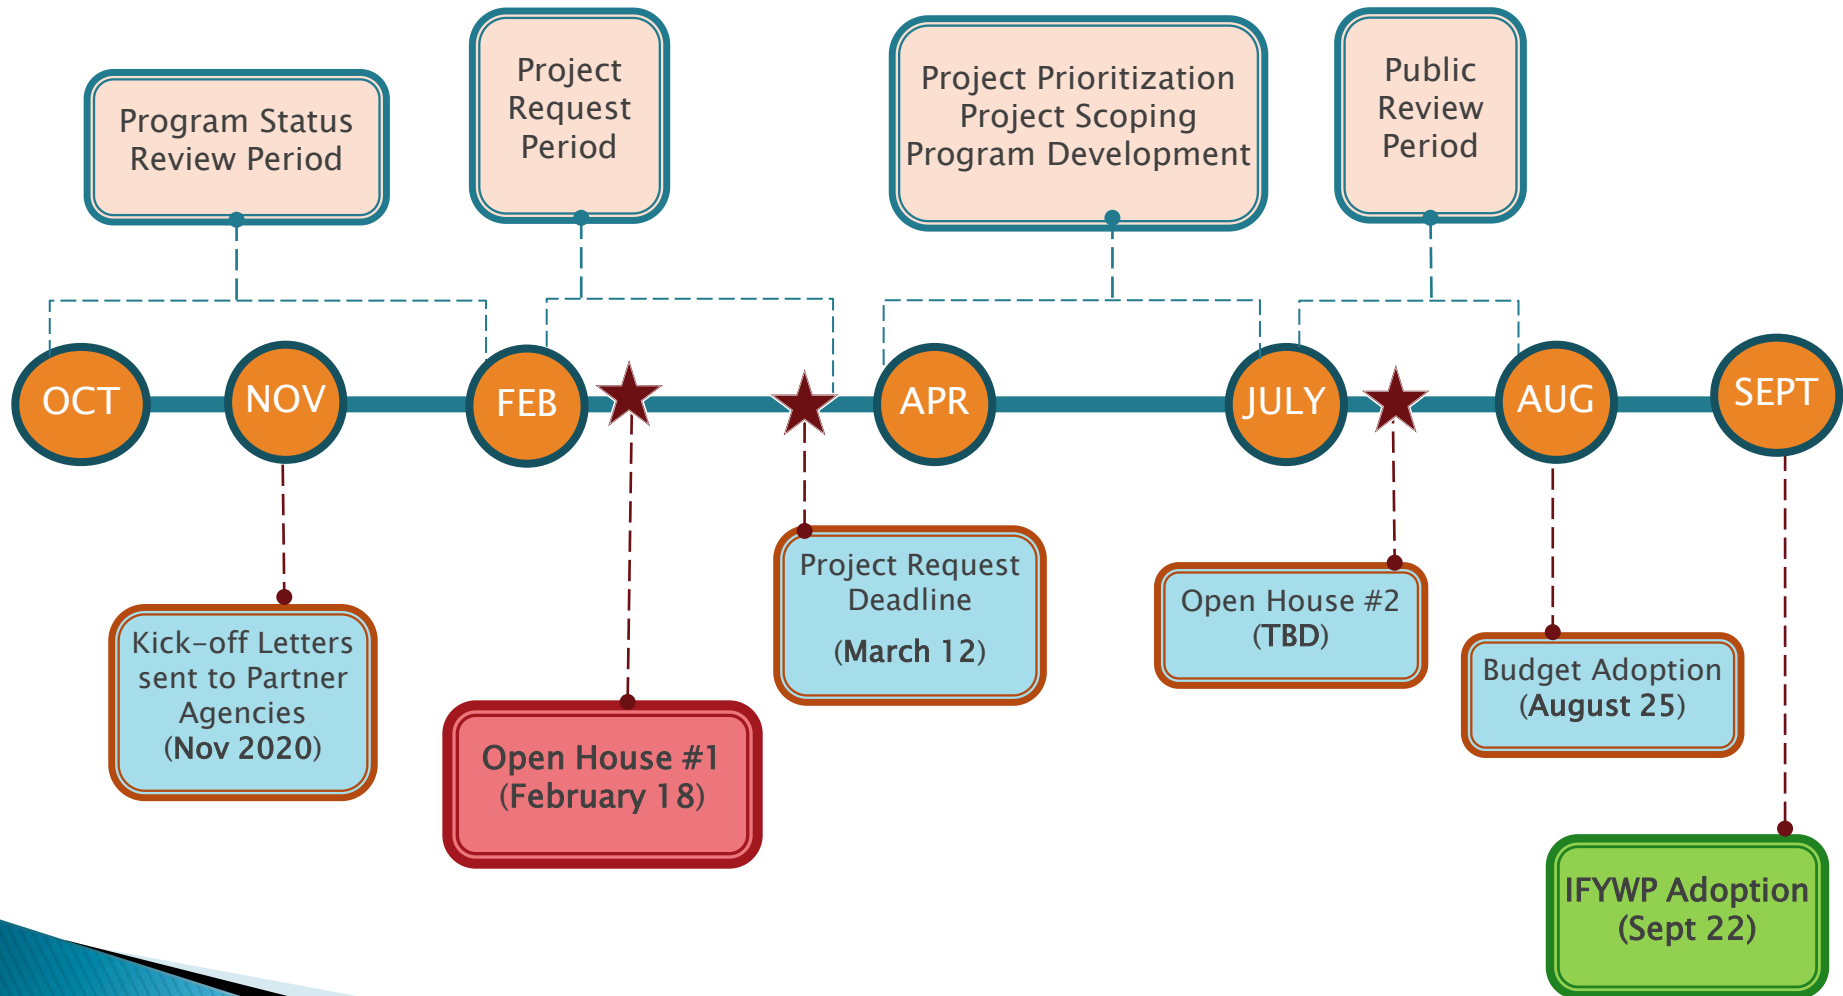 Program Status
Review Period
Project
Request
Period
Project Prioritization
Project Scoping
Program Development
Public
Review
Period
OCT
NOV
FEB
APR
JULY
AUG
SEPT
Kick-off Letters
sent to Partner
Agencies
(Nov 2020)
Open House #1
(February 18)
Project Request
Deadline
(March 12)
Open House #2
(TBD)
Budget Adoption
(August 25)
IFYWP Adoption
(Sept 22)